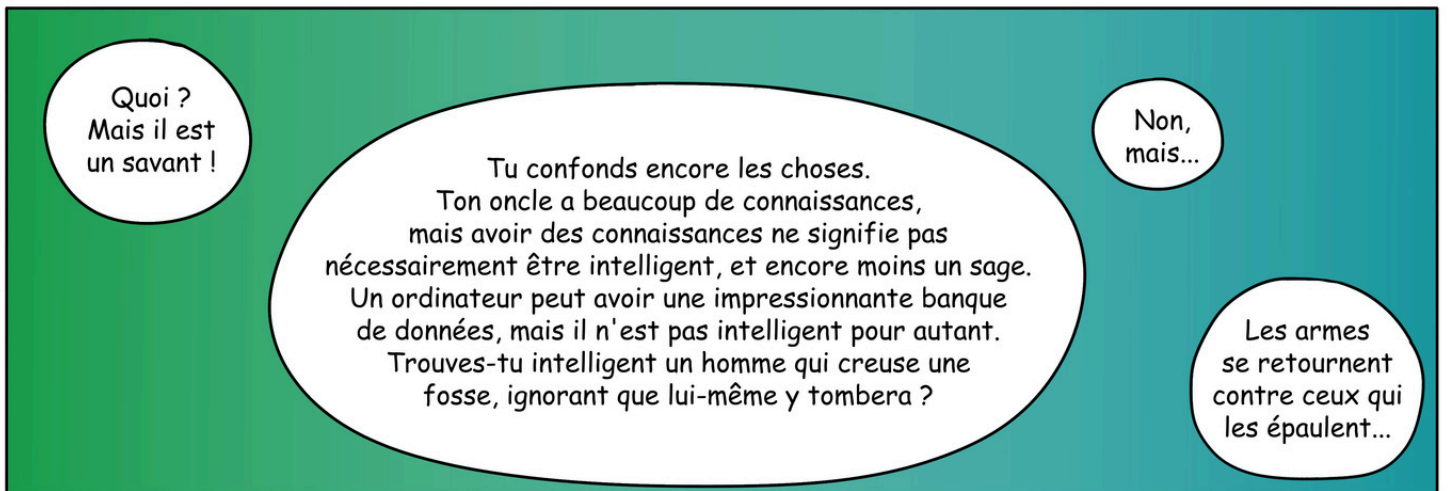 Quoi ?
Mais il est
un savant !
Tu confonds encore les choses.
Ton oncle a beaucoup de connaissances,
mais avoir des connaissances ne signifie pas
nécessairement être intelligent, et encore moins un sage.
Un ordinateur peut avoir une impressionnante banque
de données, mais il n'est pas intelligent pour autant.
Trouves-tu intelligent un homme qui creuse une
fosse, ignorant que lui-même y tombera ?
Non,
mais...
Les armes
se retournent
contre ceux qui
les épaulent...